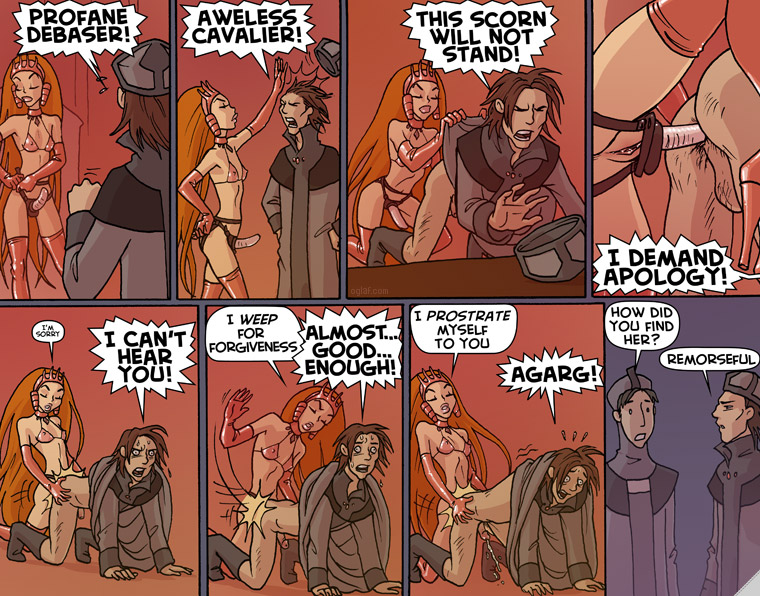 PROFANE
DEBASER!
AWELESS
CAVALIER!
THIS SCORN
WILL NOT
STAND!
oglaf.com
I DEMAND
APOLOGY!
I'M
SORRY
I CAN'T
HEAR
YOU!
I WEEP
FOR
FORGIVENESS
ALMOST...
GOOD...
ENOUGH!
I PROSTRATE
MYSELF
TO YOU
AGARG!
HOW DID
YOU FIND
HER?
REMORSEFUL